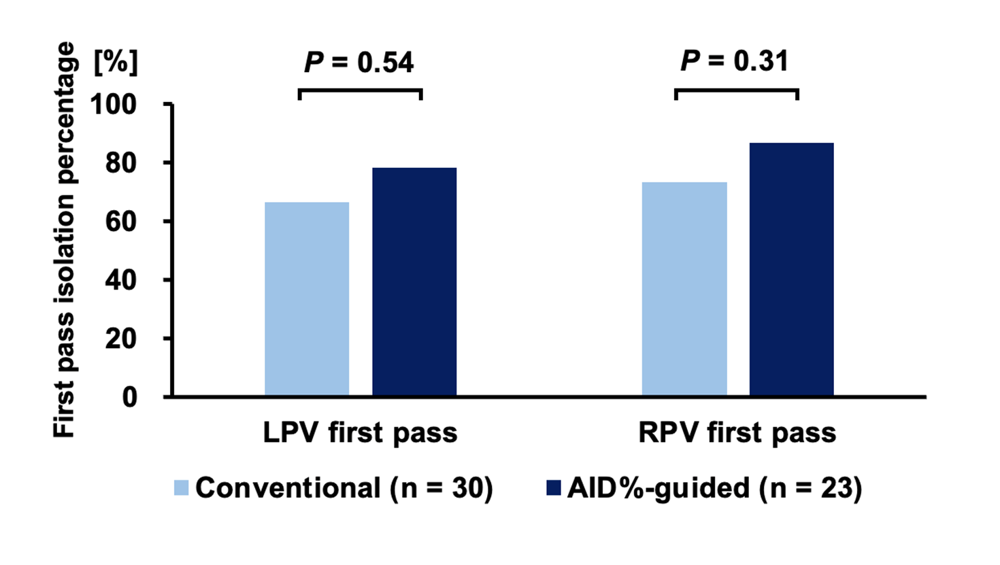 First pass isolation percentage
[%]
P = 0.54
P = 0.31
100
80
60
40
20
0
LPV first pass
RPV first pass
Conventional (n = 30)
AID%-guided (n = 23)